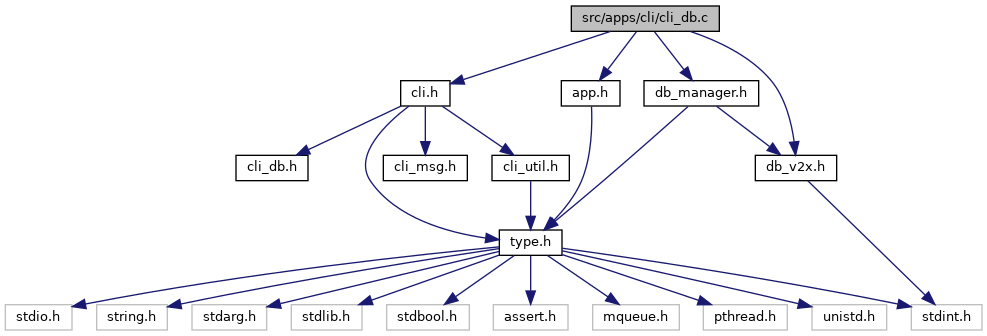 src/apps/cli/cli_db.c
cli.h
app.h
db_manager.h
cli_db.h
cli_msg.h
cli_util.h
db_v2x.h
type.h
stdio.h
string.h
stdarg.h
stdlib.h
stdbool.h
assert.h
mqueue.h
pthread.h
unistd.h
stdint.h